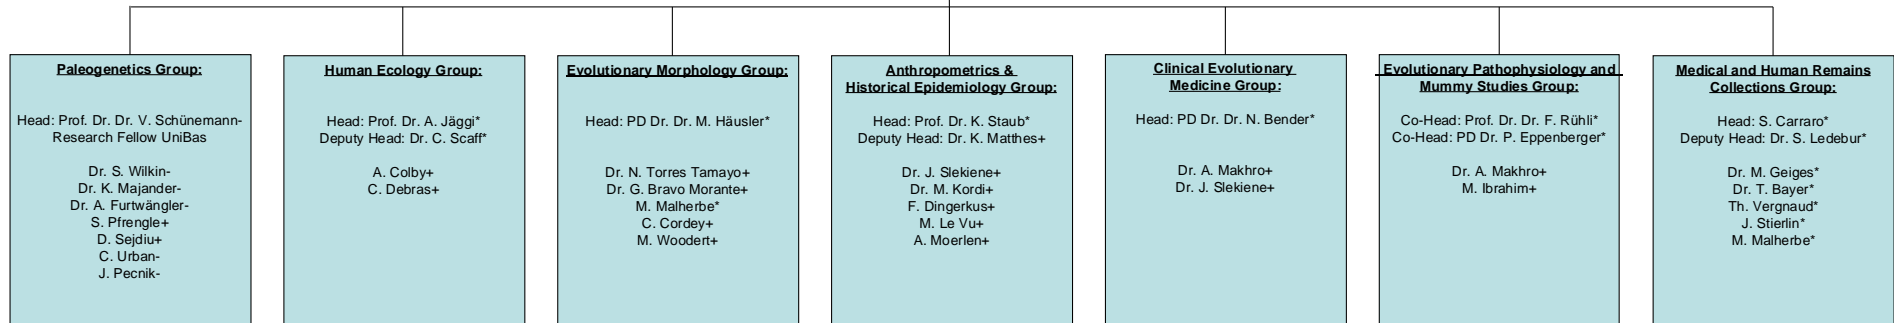 Paleogenetics Group:
Head: Prof. Dr. Dr. V. Schünemann-
Research Fellow UniBas
Dr. S. Wilkin-
Dr. K. Majander-
Dr. A. Furtwängler-
S. Pfrengle+
D. Sejdiu+
C. Urban-
J. Pecnik-
Human Ecology Group:
Head: Prof. Dr. A. Jäggi*
Deputy Head: Dr. C. Scaff*
A. Colby+
C. Debras+
Evolutionary Morphology Group:
Head: PD Dr. Dr. M. Häusler*
Dr. N. Torres Tamayo+
Dr. G. Bravo Morante+
M. Malherbe*
C. Cordey+
M. Woodert+
Anthropometrics &
Historical Epidemiology Group:
Head: Prof. Dr. K. Staub*
Deputy Head: Dr. K. Matthes+
Dr. J. Slekiene+
Dr. M. Kordi+
F. Dingerkus+
M. Le Vu+
A. Moerlen+
Clinical Evolutionary
Medicine Group:
Head: PD Dr. Dr. N. Bender*
Dr. A. Makhro+
Dr. J. Slekiene+
Evolutionary Pathophysiology and
Mummy Studies Group:
Co-Head: Prof. Dr. Dr. F. Rühli*
Co-Head: PD Dr. P. Eppenberger*
Dr. A. Makhro+
M. Ibrahim+
Medical and Human Remains
Collections Group:
Head: S. Carraro*
Deputy Head: Dr. S. Ledebur*
Dr. M. Geiges*
Dr. T. Bayer*
Th. Vergnaud*
J. Stierlin*
M. Malherbe*